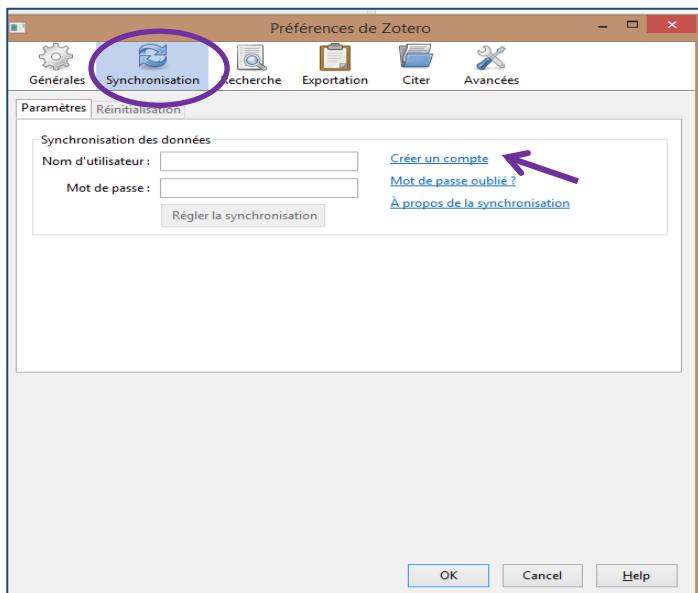 Préférences de Zotero
Générales Synchronisation Recherche Exportation Citer Avancées
Paramètres Réinitialisation
Synchronisation des données
Nom d'utilisateur : Créer un compte
Mot de passe : Mot de passe oublié ?
À propos de la synchronisation
Régler la synchronisation
OK Cancel Help